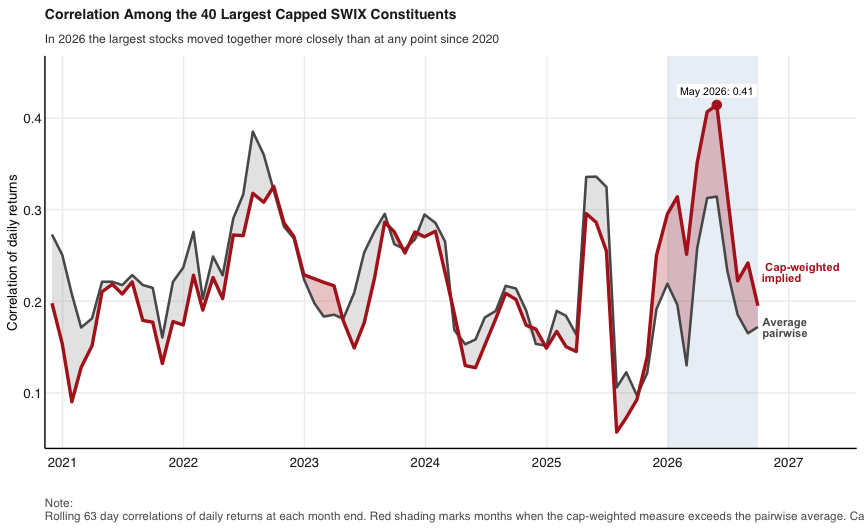 Correlation Among the 40 Largest Capped SWIX Constituents
In 2026 the largest stocks moved together more closely than at any point since 2020
May 2026: 0.41
0.4
0.3
0.2
0.1
Correlation of daily returns
Cap-weighted
implied
Average
pairwise
2021 2022 2023 2024 2025 2026 2027
Note:
Rolling 63 day correlations of daily returns at each month end. Red shading marks months when the cap-weighted measure exceeds the pairwise average. Ca